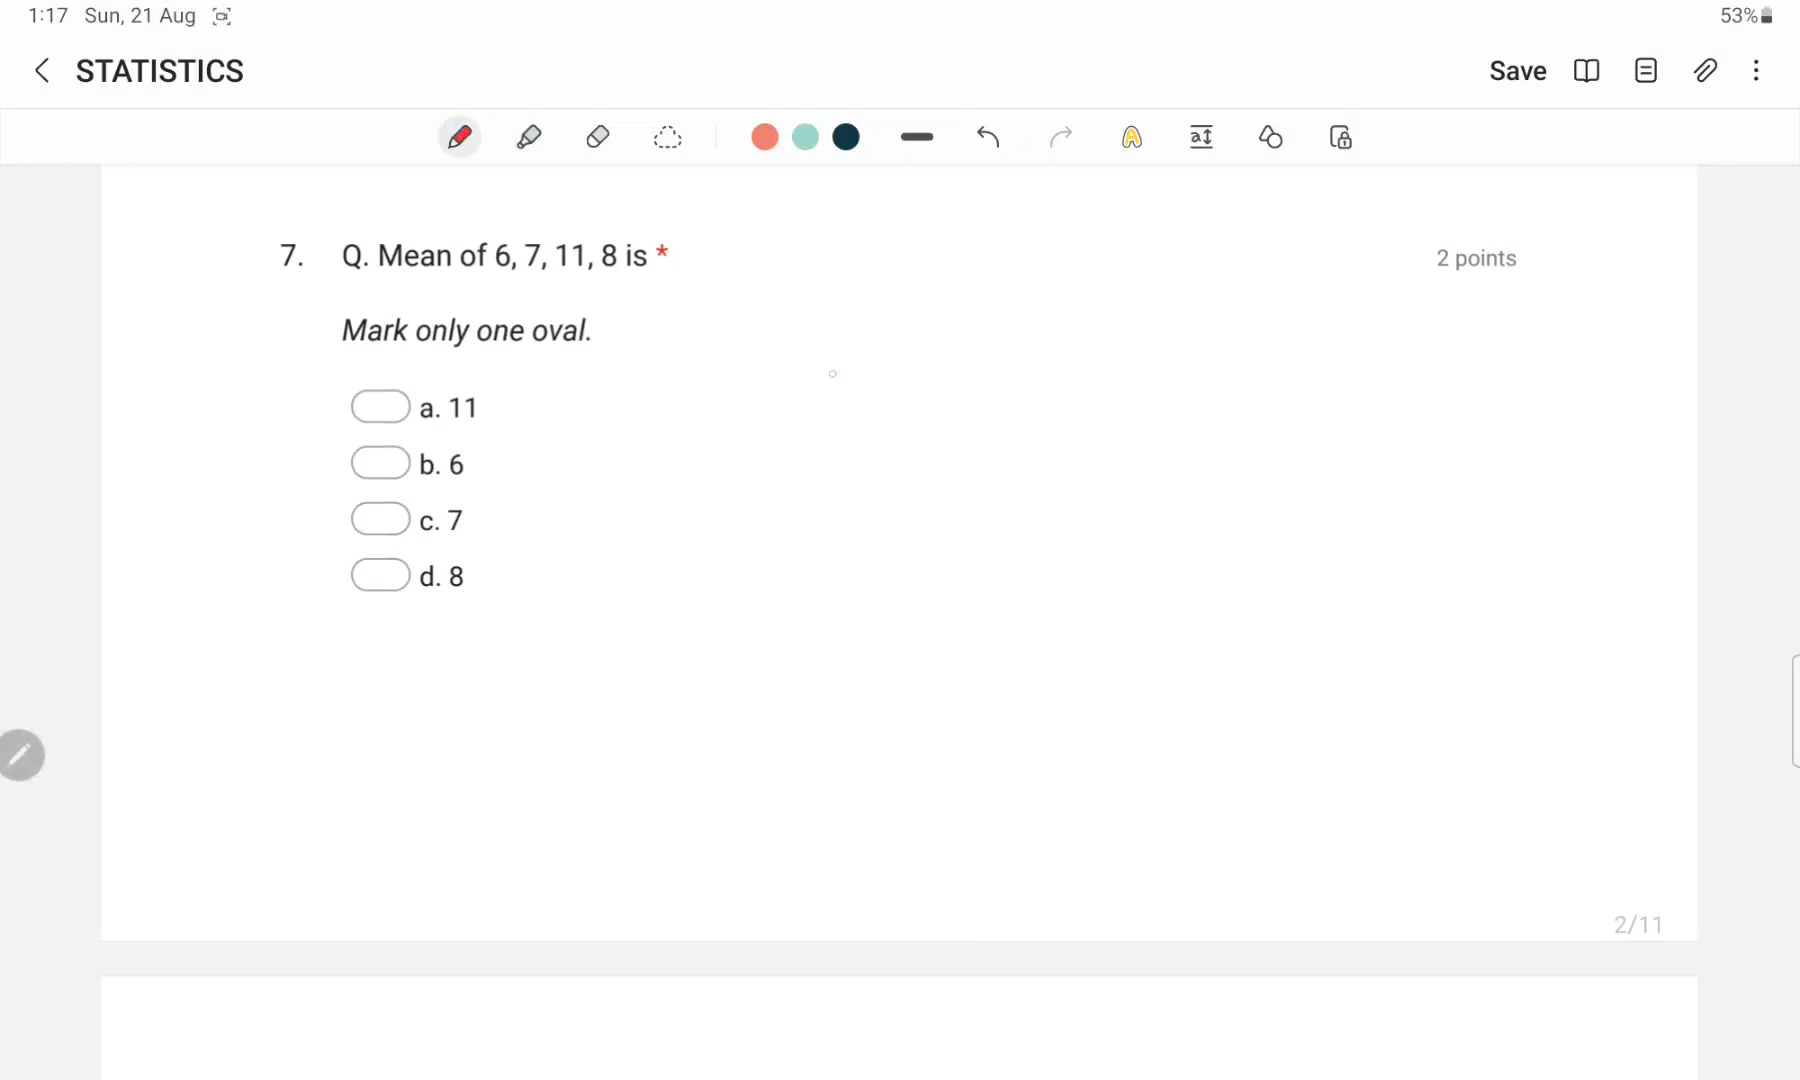 1:17 Sun, 21 Aug
53%
STATISTICS
Save
7. Q. Mean of 6, 7, 11, 8 is *
2 points
Mark only one oval.
a. 11
b. 6
c. 7
d. 8
2/11